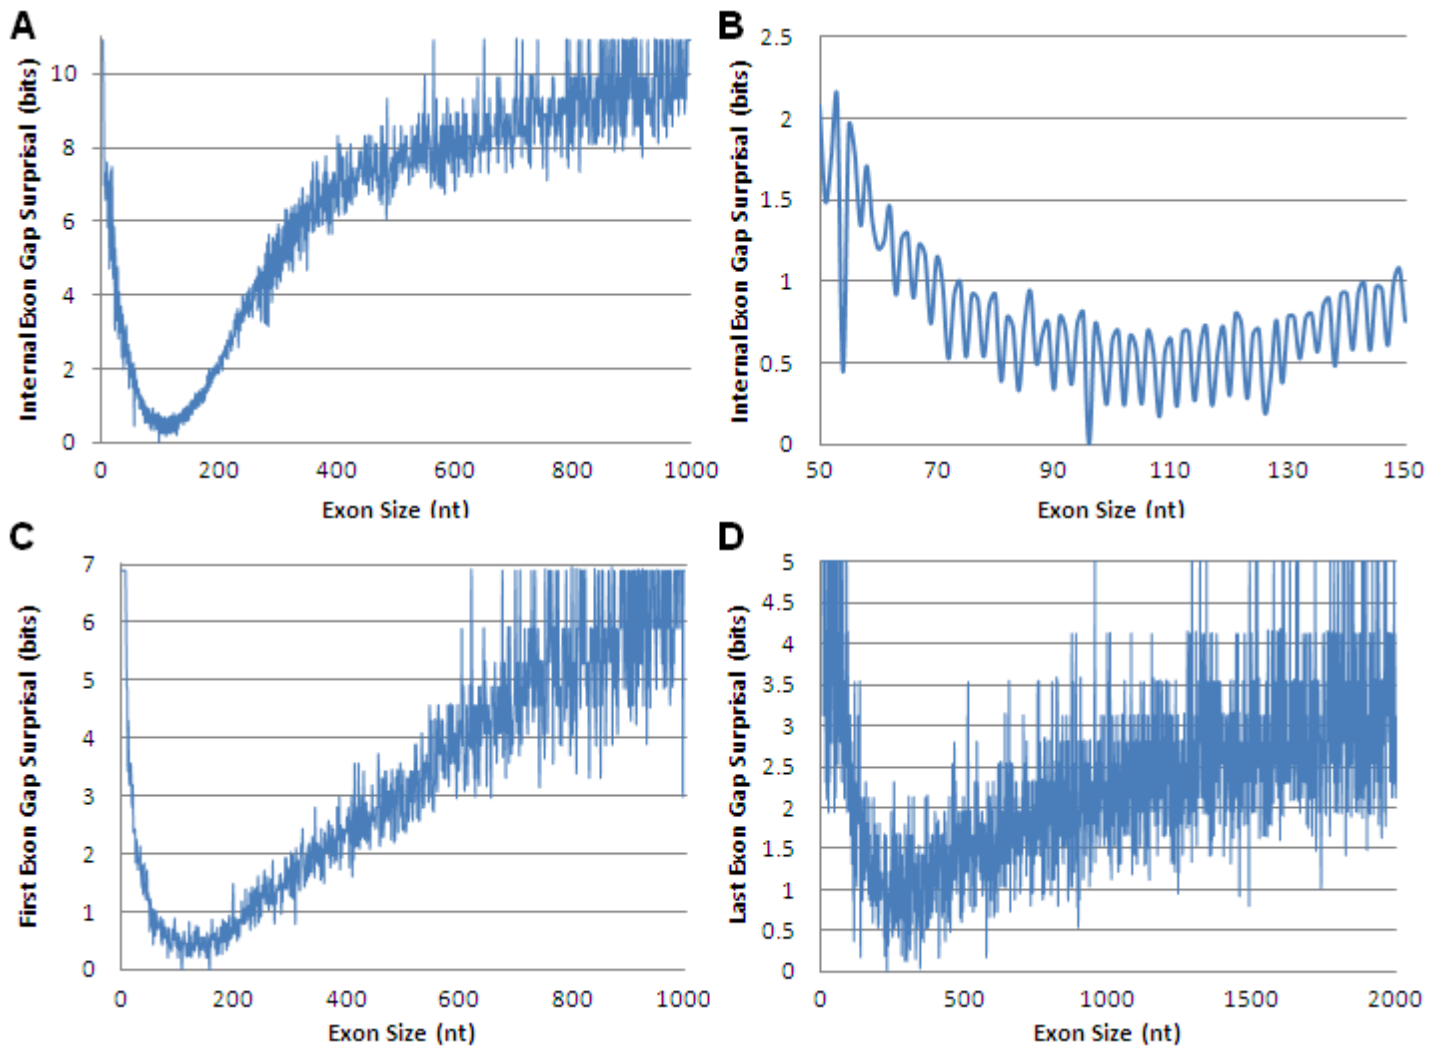 A
Internal Exon Gap Surprisal (bits)
10
8
6
4
2
0
0 200 400 600 800 1000
Exon Size (nt)
B
Internal Exon Gap Surprisal (bits)
2.5
2
1.5
1
0.5
0
50 70 90 110 130 150
Exon Size (nt)
C
First Exon Gap Surprisal (bits)
7
6
5
4
3
2
1
0
0 200 400 600 800 1000
Exon Size (nt)
D
Last Exon Gap Surprisal (bits)
5
4.5
4
3.5
3
2.5
2
1.5
1
0.5
0
0 500 1000 1500 2000
Exon Size (nt)